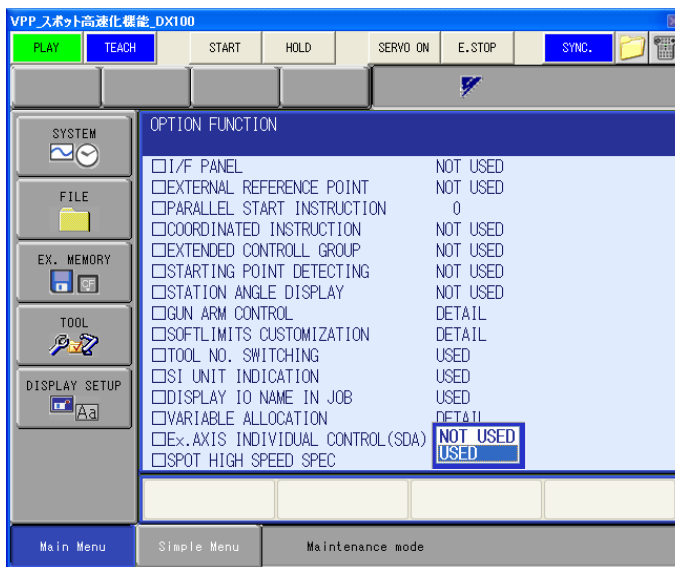 VPP_スポット高速化機能_DX100
PLAY TEACH START HOLD SERVO ON E.STOP SYNC.
SYSTEM
FILE
EX. MEMORY
CF
TOOL
DISPLAY SETUP
Aa
OPTION FUNCTION
I/F PANEL NOT USED
EXTERNAL REFERENCE POINT NOT USED
PARALLEL START INSTRUCTION 0
COORDINATED INSTRUCTION NOT USED
EXTENDED CONTROLL GROUP NOT USED
STARTING POINT DETECTING NOT USED
STATION ANGLE DISPLAY NOT USED
GUN ARM CONTROL DETAIL
SOFTLIMITS CUSTOMIZATION DETAIL
TOOL NO. SWITCHING USED
SI UNIT INDICATION USED
DISPLAY IO NAME IN JOB USED
VARIABLE ALLOCATION DETAIL
Ex.AXIS INDIVIDUAL CONTROL(SDA) NOT USED
SPOT HIGH SPEED SPEC USED
Main Menu Simple Menu Maintenance mode